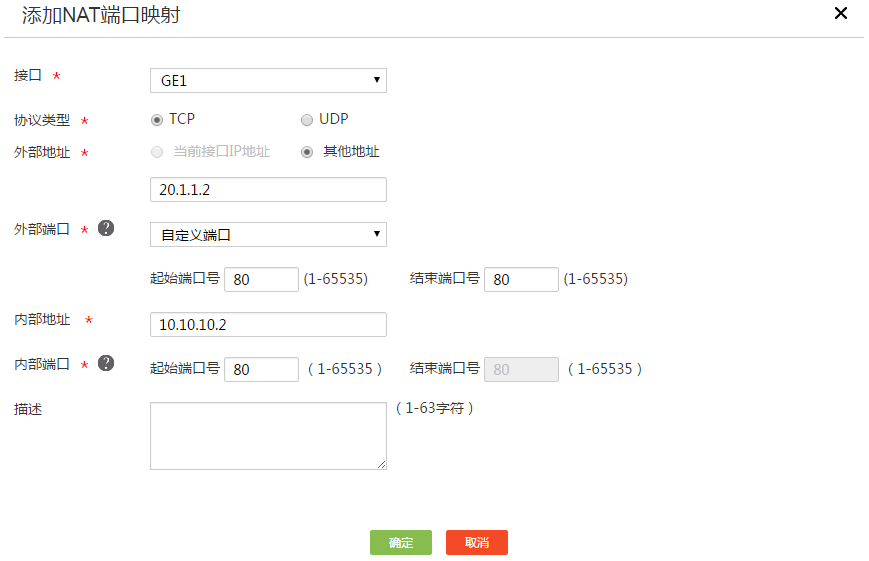 添加NAT端口映射
接口 * GE1
协议类型 * TCP UDP
外部地址 * 当前接口IP地址 其他地址
20.1.1.2
外部端口 * ? 自定义端口
起始端口号 80 (1-65535) 结束端口号 80 (1-65535)
内部地址 * 10.10.10.2
内部端口 * ? 起始端口号 80 ( 1-65535 ) 结束端口号 80 ( 1-65535 )
描述 ( 1-63字符 )
确定 取消